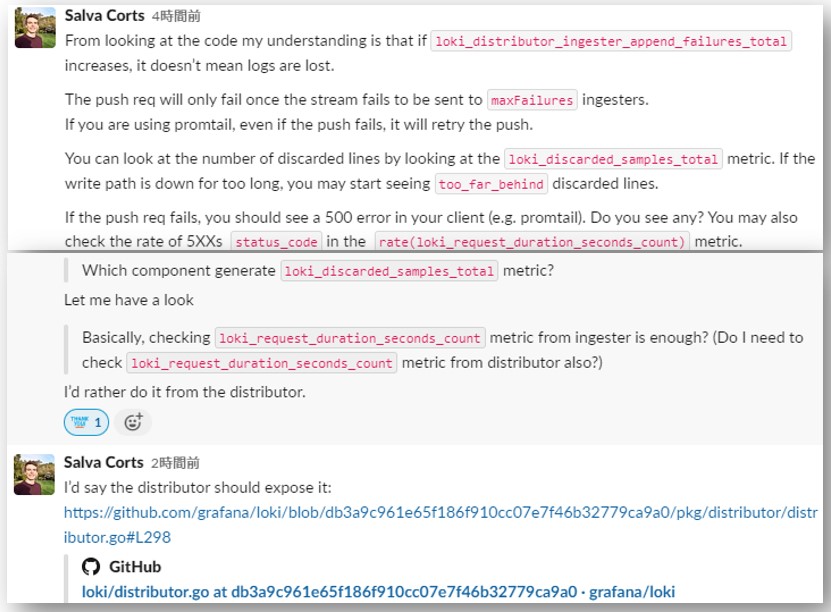 Salva Corts 4時間前
From looking at the code my understanding is that if loki_distributor_ingester_append_failures_total
increases, it doesn't mean logs are lost.
The push req will only fail once the stream fails to be sent to maxFailures ingesters.
If you are using promtail, even if the push fails, it will retry the push.
You can look at the number of discarded lines by looking at the loki_discarded_samples_total metric. If the
write path is down for too long, you may start seeing too_far_behind discarded lines.
If the push req fails, you should see a 500 error in your client (e.g. promtail). Do you see any? You may also
check the rate of 5XXs status_code in the rate(loki_request_duration_seconds_count) metric.
Which component generate loki_discarded_samples_total metric?
Let me have a look
Basically, checking loki_request_duration_seconds_count metric from ingester is enough? (Do I need to
check loki_request_duration_seconds_count metric from distributor also?)
I'd rather do it from the distributor.
THANK YOU! 1
Salva Corts 2時間前
I'd say the distributor should expose it:
https://github.com/grafana/loki/blob/db3a9c961e65f186f910cc07e7f46b32779ca9a0/pkg/distributor/distr
ibutor.go#L298
GitHub
loki/distributor.go at db3a9c961e65f186f910cc07e7f46b32779ca9a0 · grafana/loki